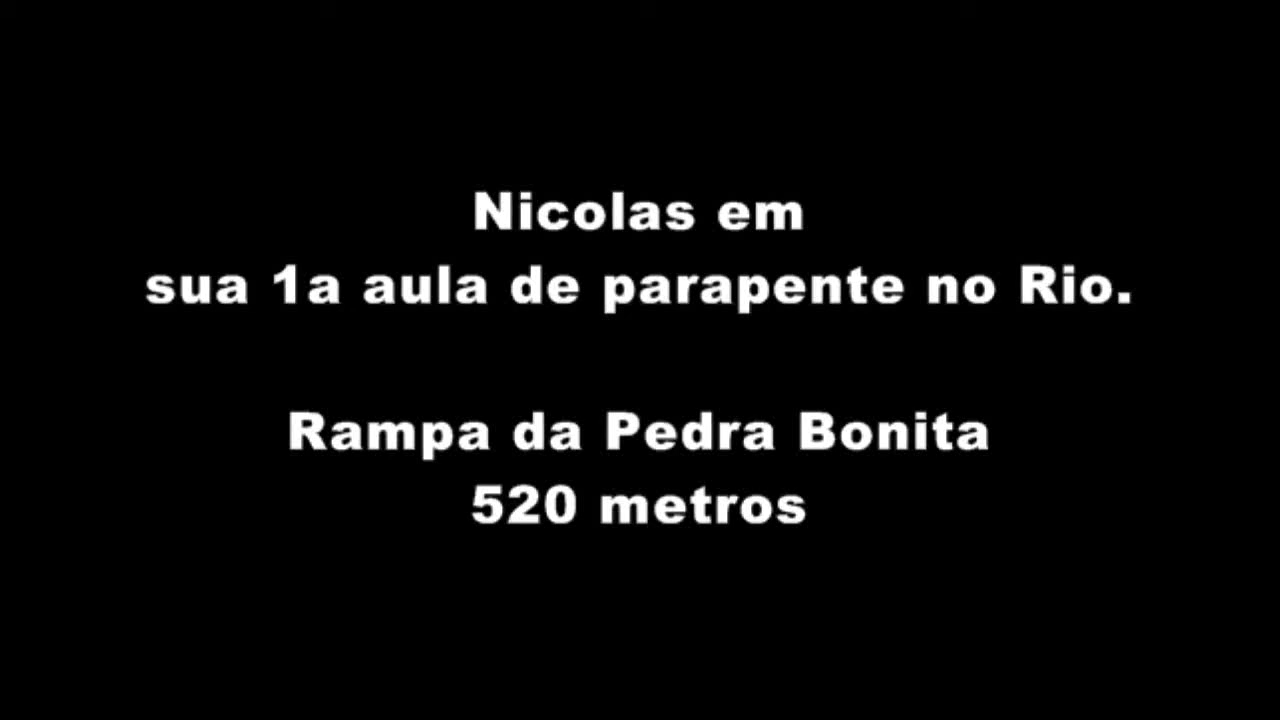 Nicolas em
sua 1a aula de parapente no Rio.
Rampa da Pedra Bonita
520 metros